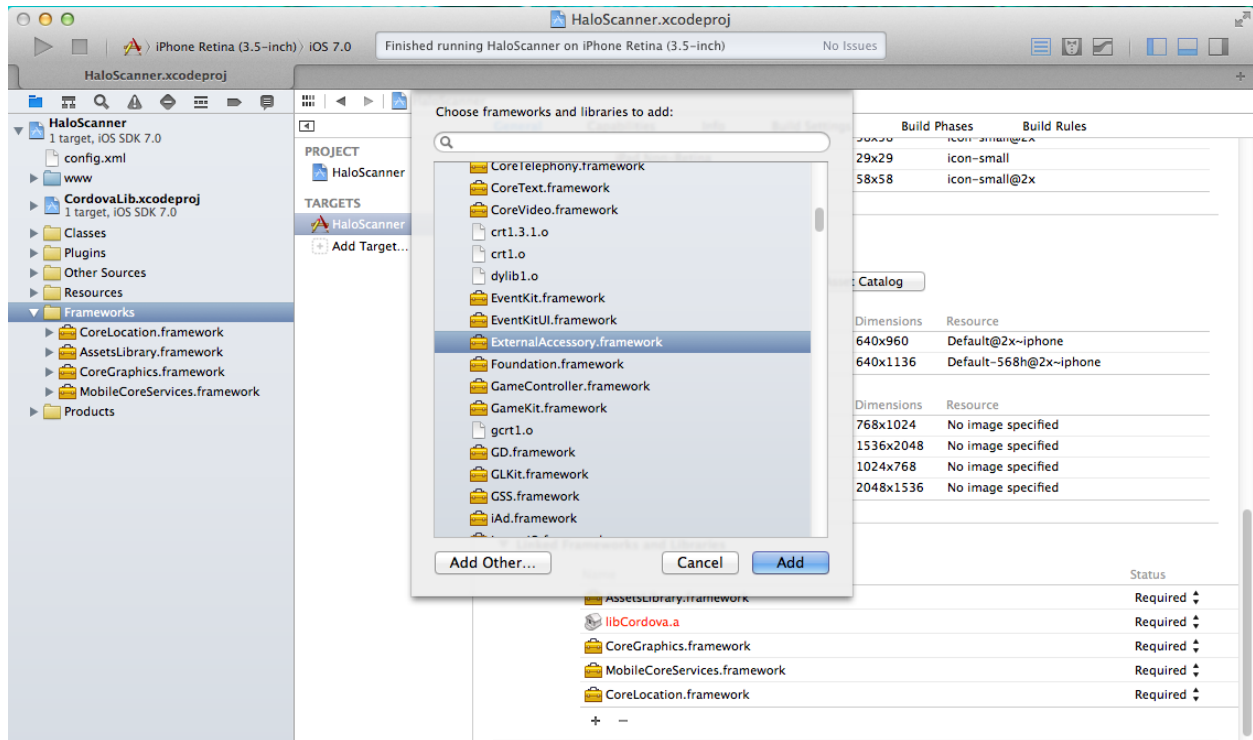 HaloScanner.xcodeproj
iPhone Retina (3.5-inch) iOS 7.0
Finished running HaloScanner on iPhone Retina (3.5-inch) No Issues
HaloScanner.xcodeproj
HaloScanner
1 target, iOS SDK 7.0
config.xml
www
CordovaLib.xcodeproj
1 target, iOS SDK 7.0
Classes
Plugins
Other Sources
Resources
Frameworks
CoreLocation.framework
AssetsLibrary.framework
CoreGraphics.framework
MobileCoreServices.framework
Products
PROJECT
HaloScanner
TARGETS
HaloScanner
Add Target...
Choose frameworks and libraries to add:
CoreTelephony.framework
CoreText.framework
CoreVideo.framework
crt1.3.1.o
crt1.o
dylib1.o
EventKit.framework
EventKitUI.framework
ExternalAccessory.framework
Foundation.framework
GameController.framework
GameKit.framework
gcrt1.o
GD.framework
GLKit.framework
GSS.framework
iAd.framework
Add Other... Cancel Add
Build Phases Build Rules
icon-small@2x
29x29 icon-small
58x58 icon-small@2x
Catalog
Dimensions Resource
640x960 Default@2x~iphone
640x1136 Default-568h@2x~iphone
Dimensions Resource
768x1024 No image specified
1536x2048 No image specified
1024x768 No image specified
2048x1536 No image specified
Linked Frameworks and Libraries
Status
AssetsLibrary.framework Required
libCordova.a Required
CoreGraphics.framework Required
MobileCoreServices.framework Required
CoreLocation.framework Required